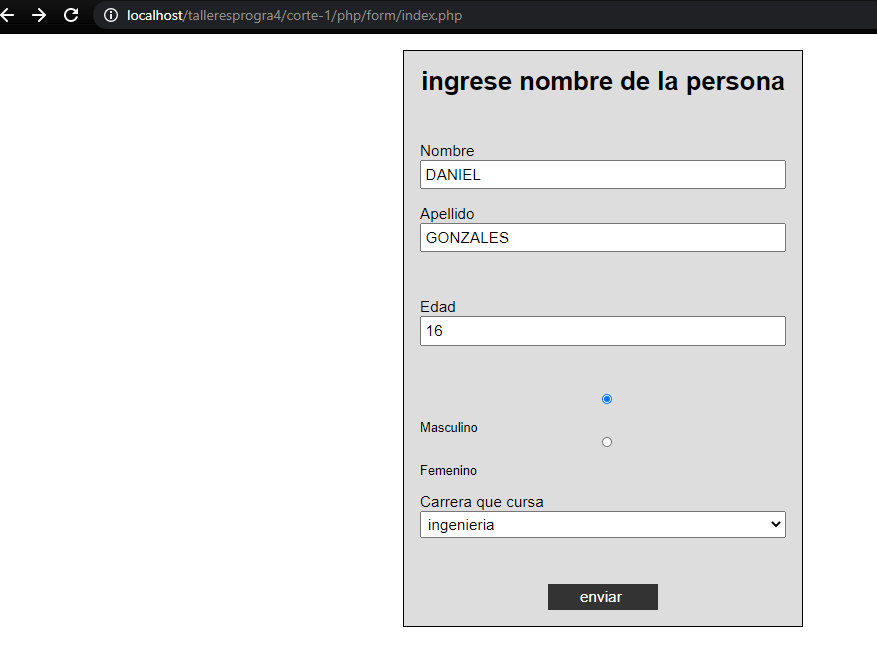 localhost/talleresprogra4/corte-1/php/form/index.php
ingrese nombre de la persona
Nombre
DANIEL
Apellido
GONZALES
Edad
16
Masculino
Femenino
Carrera que cursa
ingenieria
enviar